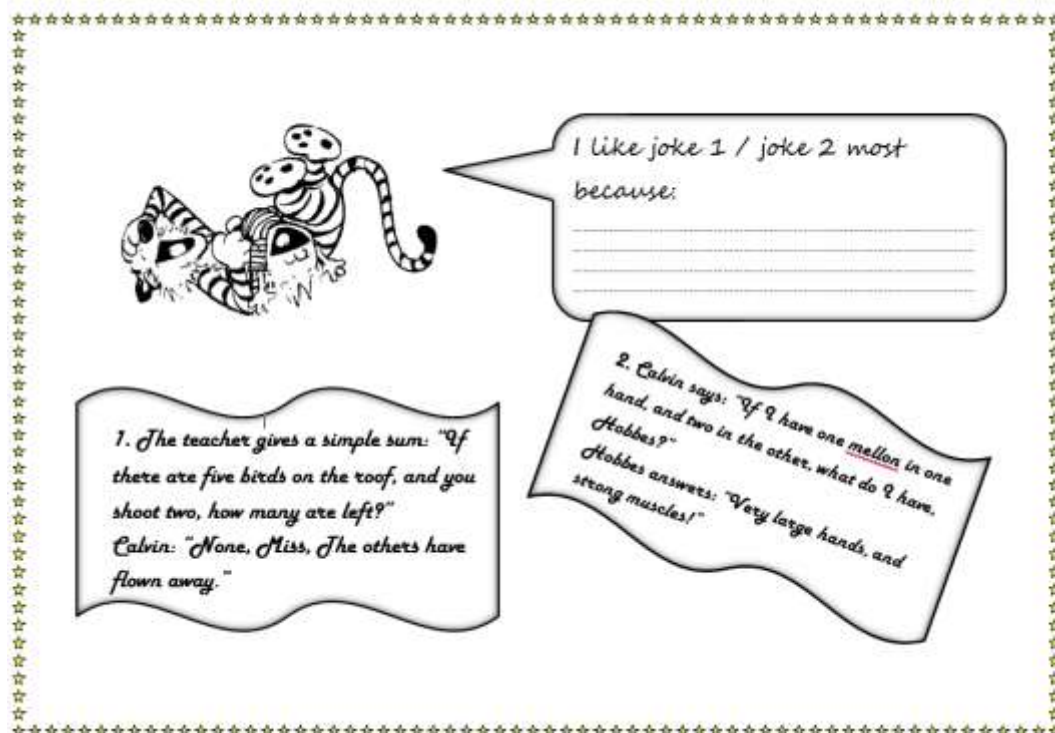 I like joke 1 / joke 2 most
because:
1. The teacher gives a simple sum: "If
there are five birds on the roof, and you
shoot two, how many are left?"
Calvin: "None, Miss, The others have
flown away."
2. Calvin says: "If I have one mellon in one
hand, and two in the other, what do I have,
Hobbes?"
Hobbes answers: "Very large hands, and
strong muscles!"